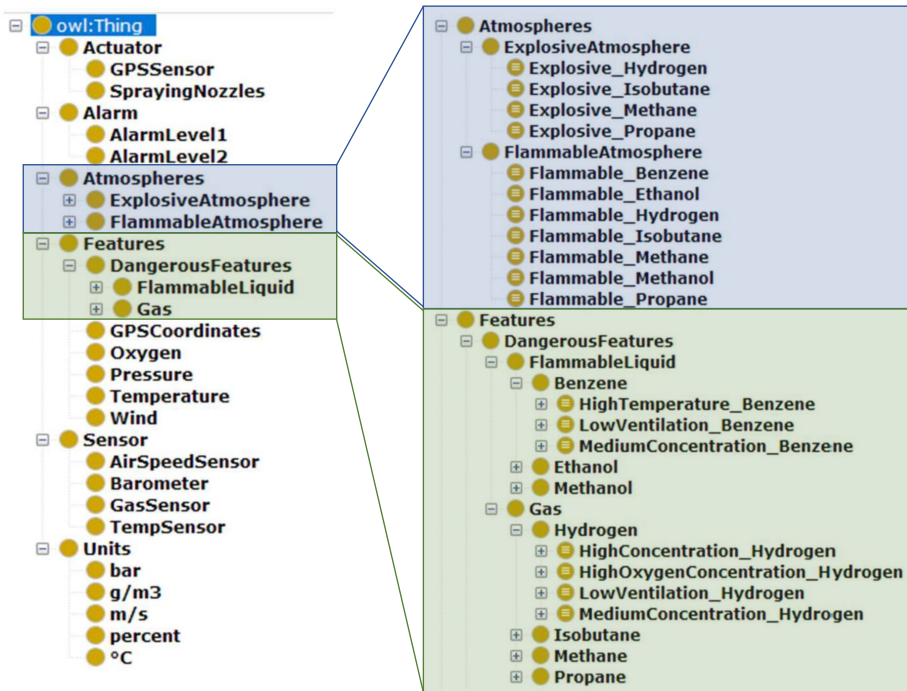 owl:Thing
Actuator
GPSSensor
SprayingNozzles
Alarm
AlarmLevel1
AlarmLevel2
Atmospheres
ExplosiveAtmosphere
FlammableAtmosphere
Features
DangerousFeatures
FlammableLiquid
Gas
GPSCoordinates
Oxygen
Pressure
Temperature
Wind
Sensor
AirSpeedSensor
Barometer
GasSensor
TempSensor
Units
bar
g/m3
m/s
percent
°C
Atmospheres
ExplosiveAtmosphere
Explosive_Hydrogen
Explosive_Isobutane
Explosive_Methane
Explosive_Propane
FlammableAtmosphere
Flammable_Benzene
Flammable_Ethanol
Flammable_Hydrogen
Flammable_Isobutane
Flammable_Methane
Flammable_Methanol
Flammable_Propane
Features
DangerousFeatures
FlammableLiquid
Benzene
HighTemperature_Benzene
LowVentilation_Benzene
MediumConcentration_Benzene
Ethanol
Methanol
Gas
Hydrogen
HighConcentration_Hydrogen
HighOxygenConcentration_Hydrogen
LowVentilation_Hydrogen
MediumConcentration_Hydrogen
Isobutane
Methane
Propane